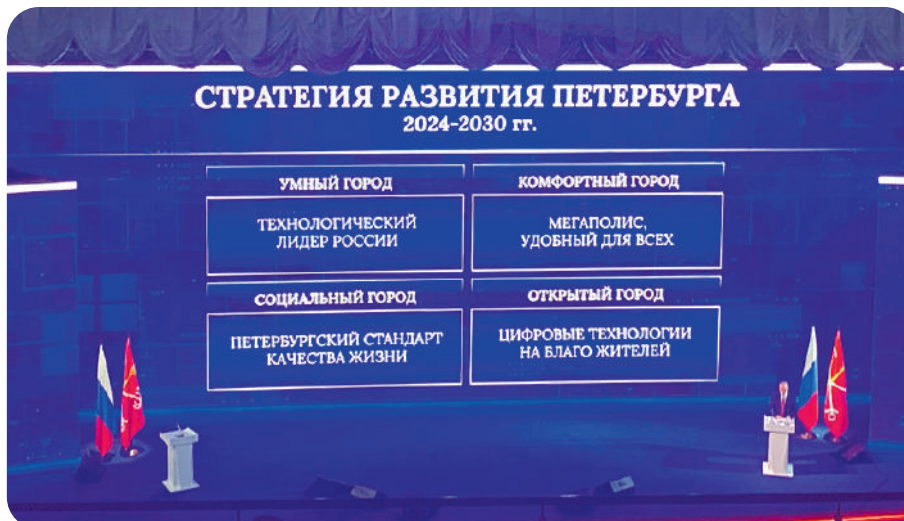 СТРАТЕГИЯ РАЗВИТИЯ ПЕТЕРБУРГА
2024-2030 гг.
УМНЫЙ ГОРОД
ТЕХНОЛОГИЧЕСКИЙ
ЛИДЕР РОССИИ
КОМФОРТНЫЙ ГОРОД
МЕГАПОЛИС,
УДОБНЫЙ ДЛЯ ВСЕХ
СОЦИАЛЬНЫЙ ГОРОД
ПЕТЕРБУРГСКИЙ СТАНДАРТ
КАЧЕСТВА ЖИЗНИ
ОТКРЫТЫЙ ГОРОД
ЦИФРОВЫЕ ТЕХНОЛОГИИ
НА БЛАГО ЖИТЕЛЕЙ